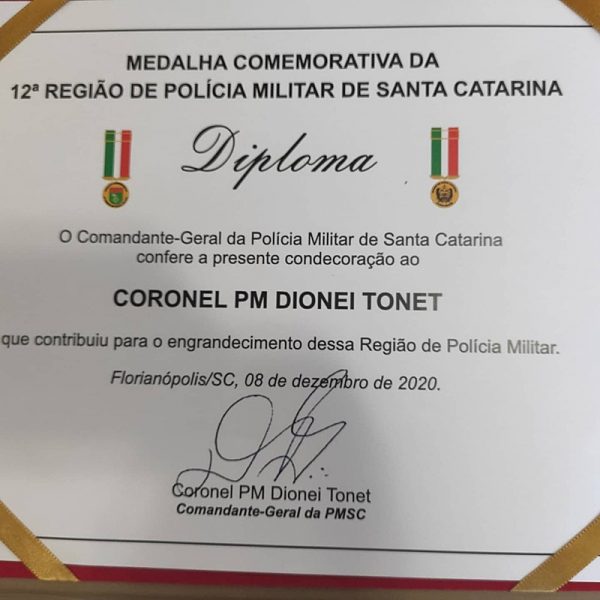 MEDALHA COMEMORATIVA DA
12ª REGIÃO DE POLÍCIA MILITAR DE SANTA CATARINA
Diploma
O Comandante-Geral da Polícia Militar de Santa Catarina
confere a presente condecoração ao
CORONEL PM DIONEI TONET
que contribuiu para o engrandecimento dessa Região de Polícia Militar.
Florianópolis/SC, 08 de dezembro de 2020.
Coronel PM Dionei Tonet
Comandante-Geral da PMSC